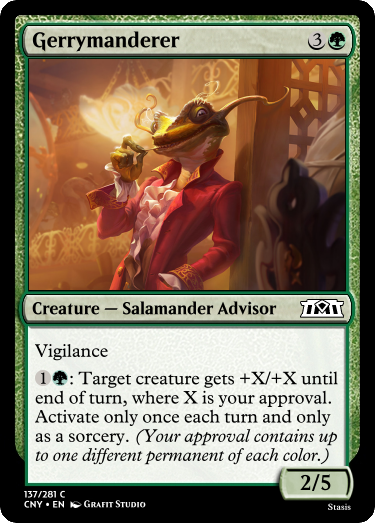 Gerrymanderer 3
Creature — Salamander Advisor
Vigilance
1: Target creature gets +X/+X until
end of turn, where X is your approval.
Activate only once each turn and only
as a sorcery. (Your approval contains up
to one different permanent of each color.)
2/5
137/281 C
CNY • EN Grafit Studio
Stasis